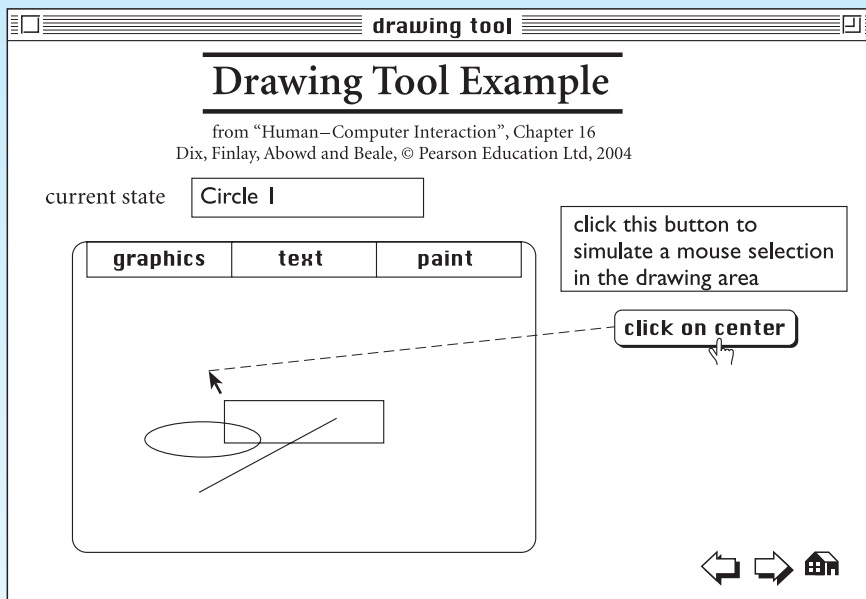 drawing tool
Drawing Tool Example
from “Human–Computer Interaction”, Chapter 16
Dix, Finlay, Abowd and Beale, © Pearson Education Ltd, 2004
current state
Circle 1
click this button to
simulate a mouse selection
in the drawing area
graphics text paint
click on center